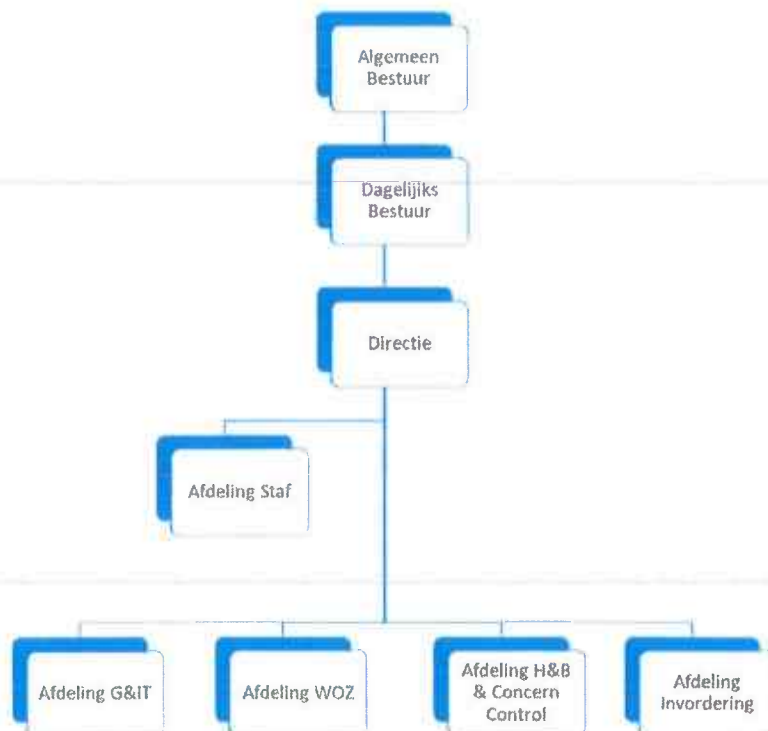 Algemeen
Bestuur
Dagelijks
Bestuur
Directie
Afdeling Staf
Afdeling G&IT
Afdeling WOZ
Afdeling H&B
& Concern
Control
Afdeling
Invordering